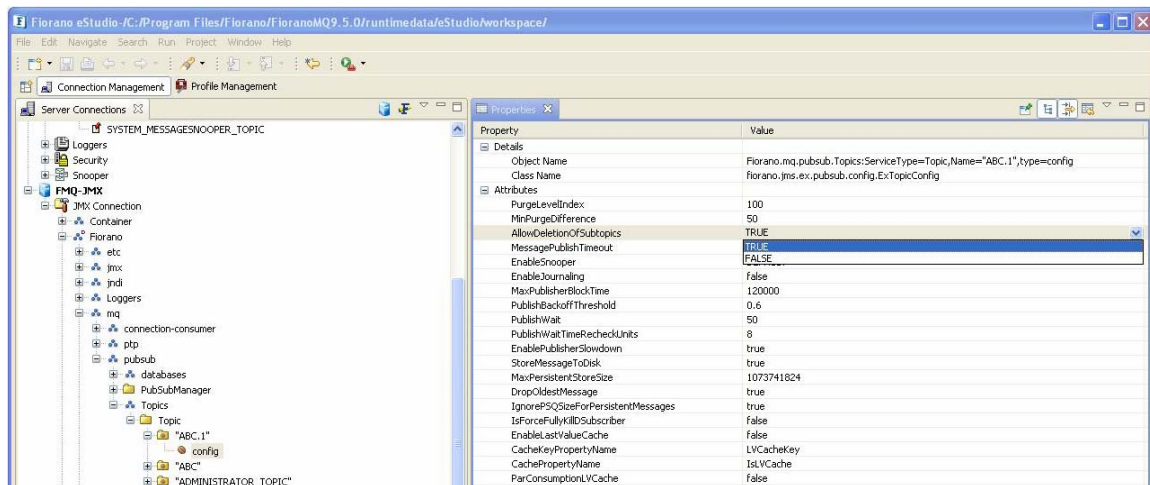 Fiorano eStudio-/C:/Program Files/Fiorano/FioranoMQ9.5.0/runtimedata/eStudio/workspace/
File Edit Navigate Search Run Project Window Help
Connection Management Profile Management
Server Connections
SYSTEM_MESSAGESNOOPER_TOPIC
Loggers
Security
Snooper
FMQ-JMX
JMX Connection
Container
Fiorano
etc
jmx
jndi
Loggers
mq
connection-consumer
ptp
pubsub
databases
PubSubManager
Topics
Topic
"ABC.1"
config
"ABC"
"ADMINISTRATOR_TOPIC"
Properties
Property Value
Details
Object Name Fiorano.mq.pubsub.Topics:ServiceType=Topic,Name="ABC.1",type=config
Class Name fiorano.jms.ex.pubsub.config.ExTopicConfig
Attributes
PurgeLevelIndex 100
MinPurgeDifference 50
AllowDeletionOfSubtopics TRUE
MessagePublishTimeout TRUE
FALSE
EnableSnooper
EnableJournaling false
MaxPublisherBlockTime 120000
PublishBackoffThreshold 0.6
PublishWait 50
PublishWaitTimeRecheckUnits 8
EnablePublisherSlowdown true
StoreMessageToDisk true
MaxPersistentStoreSize 1073741824
DropOldestMessage true
IgnorePSQSizeForPersistentMessages true
IsForceFullyKillDSubscriber false
EnableLastValueCache false
CacheKeyPropertyName LVCacheKey
CachePropertyName IsLVCache
ParConsumptionLVCache false